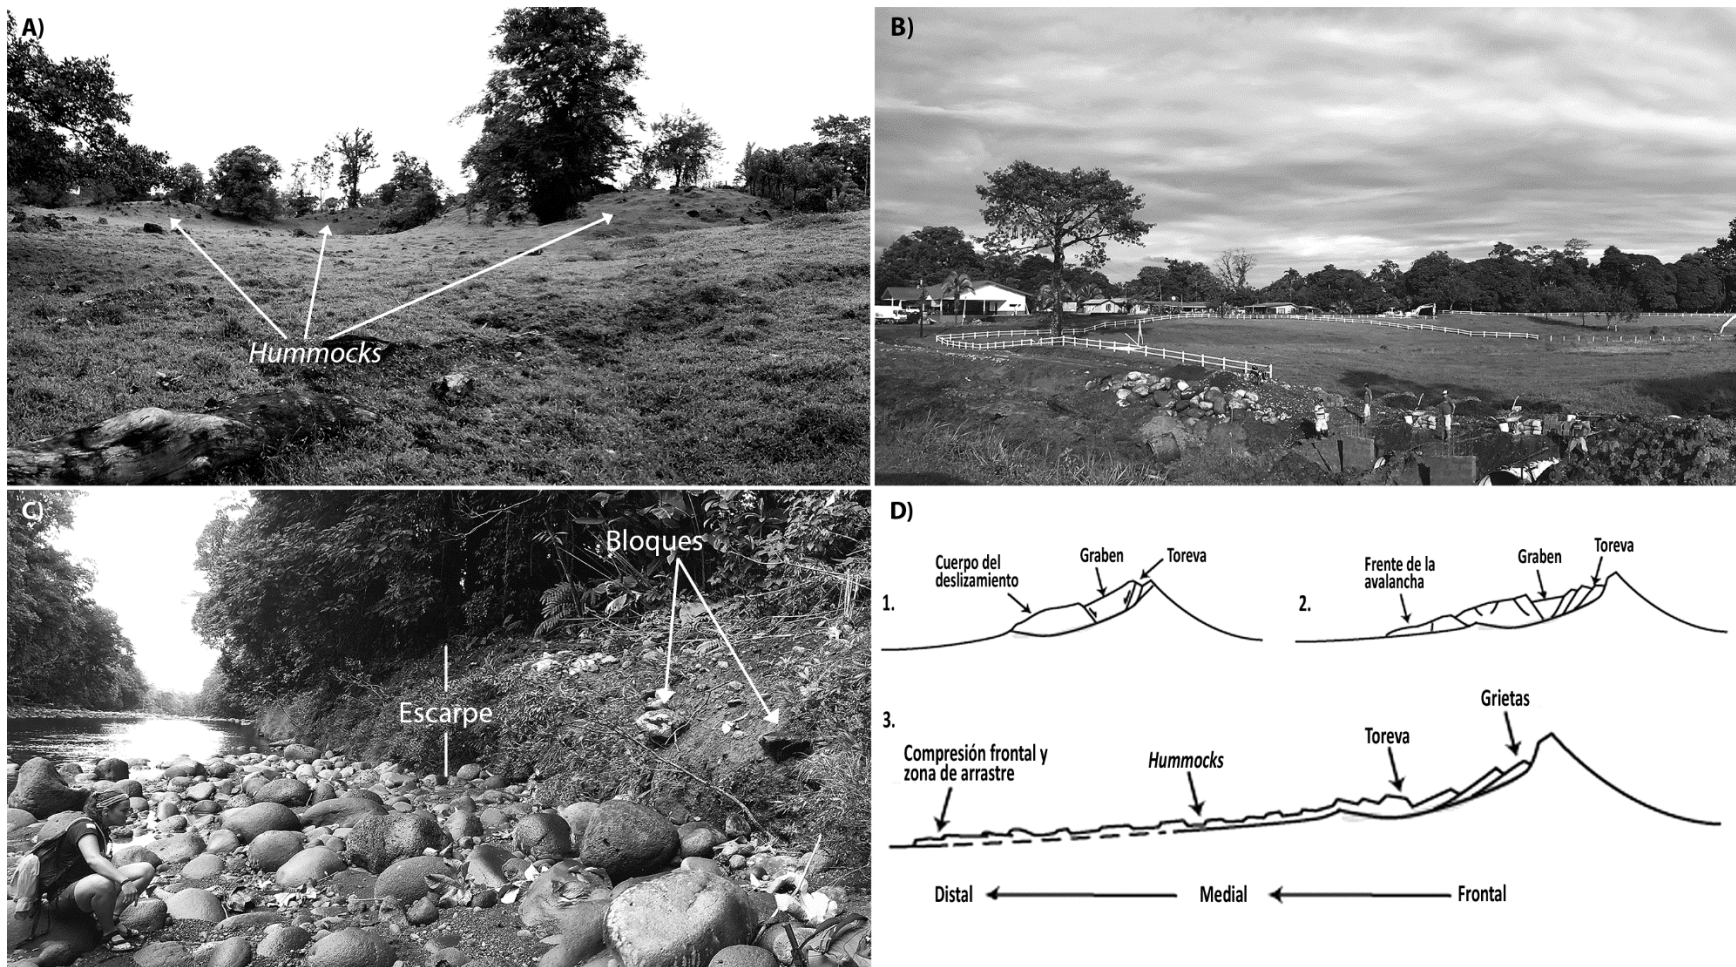 A)
Hummocks
B)
C)
Bloques
Escarpe
D)
1.
Cuerpo del
deslizamiento
Graben
Toreva
2.
Frente de la
avalancha
Graben
Toreva
3.
Compresión frontal y
zona de arrastre
Hummocks
Toreva
Grietas
Distal
Medial
Frontal